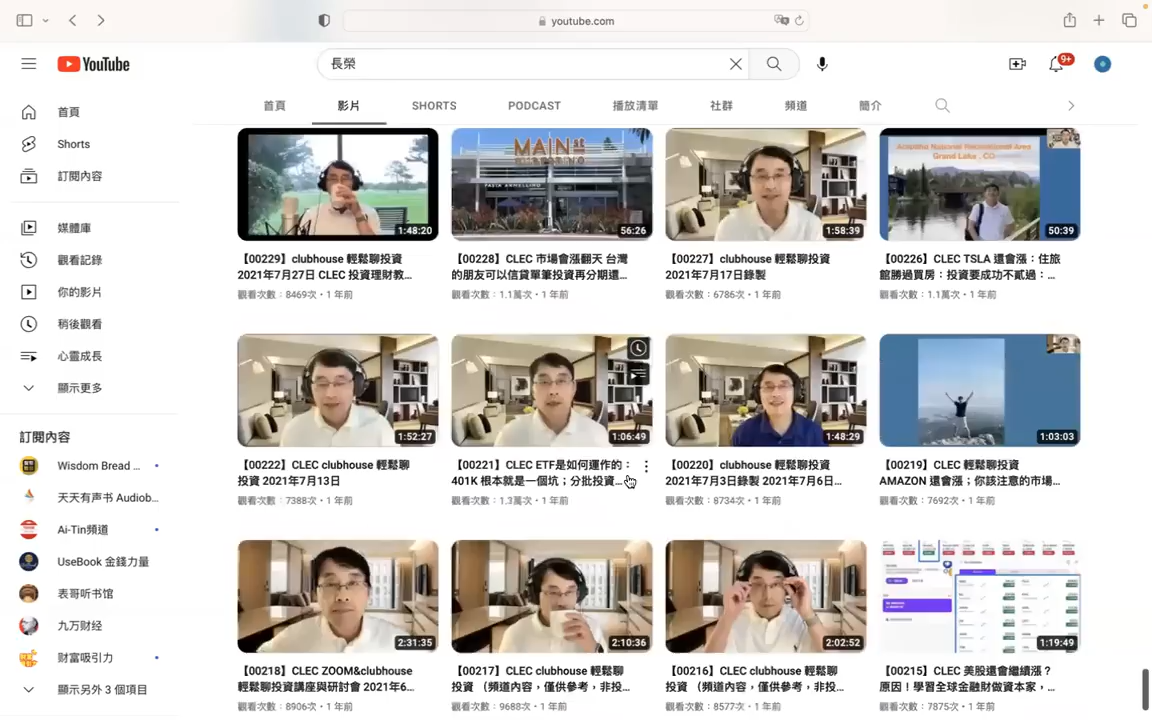 youtube.com
YouTube
長榮
9+
首頁
影片
SHORTS
PODCAST
播放清單
社群
頻道
簡介
首頁
Shorts
訂閱內容
媒體庫
觀看記錄
你的影片
稍後觀看
心靈成長
顯示更多
訂閱內容
Wisdom Bread ...
天天有声书 Audiob...
Ai-Tin頻道
UseBook 金錢力量
表哥听书馆
九万财经
财富吸引力
顯示另外 3 個項目
1:48:20
【00229】clubhouse 輕鬆聊投資
2021年7月27日 CLEC 投資理財教...
觀看次數：8469次・1 年前
MAIN ST
56:26
【00228】CLEC 市場會漲翻天 台灣
的朋友可以信貸單筆投資再分期還...
觀看次數：1.1萬次・1 年前
1:58:39
【00227】clubhouse 輕鬆聊投資
2021年7月17日錄製
觀看次數：6786次・1 年前
Arapaho National Recreational Area
Grand Lake , CO
50:39
【00226】CLEC TSLA 還會漲：住旅
館勝過買房：投資要成功不貳過：...
觀看次數：1.1萬次・1 年前
1:52:27
【00222】CLEC clubhouse 輕鬆聊
投資 2021年7月13日
觀看次數：7388次・1 年前
1:06:49
【00221】CLEC ETF是如何運作的：
401K 根本就是一個坑；分批投資...
觀看次數：1.3萬次・1 年前
1:48:29
【00220】clubhouse 輕鬆聊投資
2021年7月3日錄製 2021年7月6日...
觀看次數：8734次・1 年前
1:03:03
【00219】CLEC 輕鬆聊投資
AMAZON 還會漲；你該注意的市場...
觀看次數：7692次・1 年前
2:31:35
【00218】CLEC ZOOM&clubhouse
輕鬆聊投資講座與研討會 2021年6...
觀看次數：8906次・1 年前
2:10:36
【00217】CLEC clubhouse 輕鬆聊
投資 （頻道內容，僅供參考，非投...
觀看次數：9688次・1 年前
2:02:52
【00216】CLEC clubhouse 輕鬆聊
投資 （頻道內容，僅供參考，非投...
觀看次數：8577次・1 年前
1:19:49
【00215】CLEC 美股還會繼續漲？
原因！學習全球金融財做資本家，...
觀看次數：7875次・1 年前